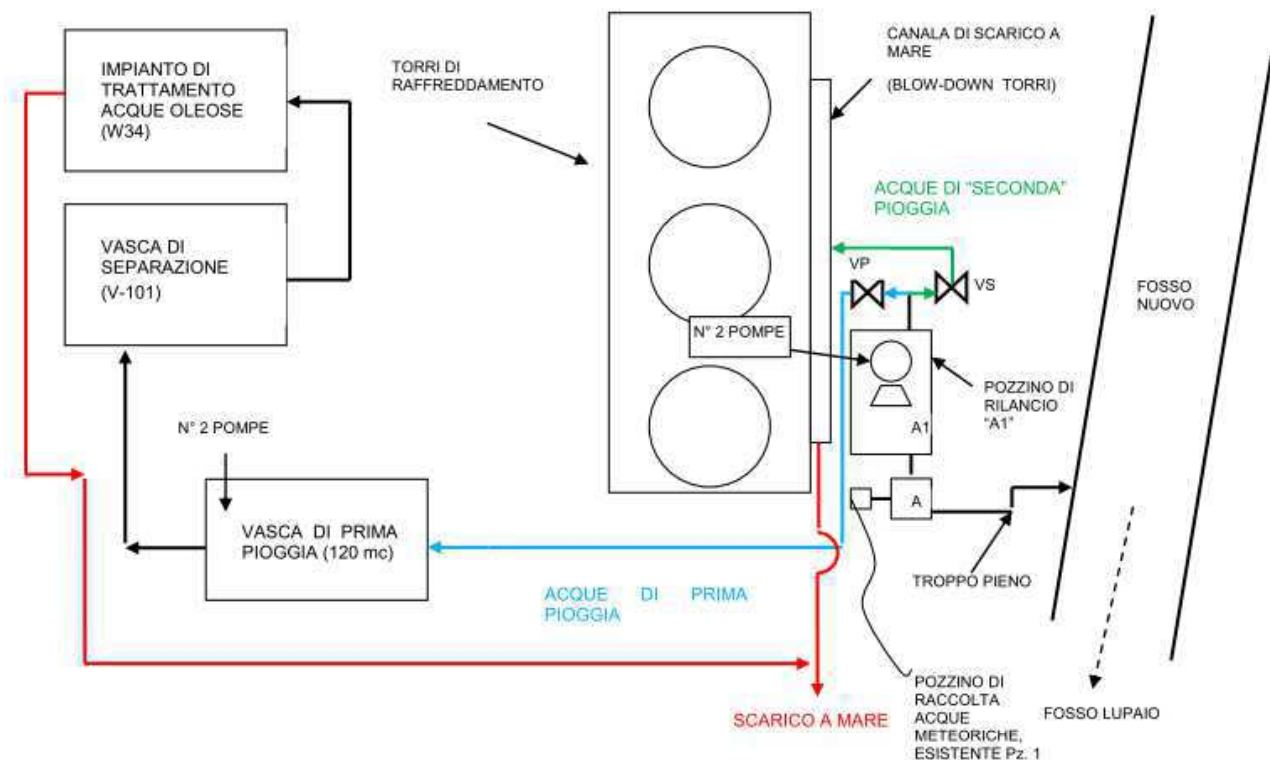 IMPIANTO DI
TRATTAMENTO
ACQUE OLEOSE
(W34)
VASCA DI
SEPARAZIONE
(V-101)
N° 2 POMPE
VASCA DI PRIMA
PIOGGIA (120 mc)
TORRI DI
RAFFREDDAMENTO
CANALA DI SCARICO A
MARE
(BLOW-DOWN TORRI)
ACQUE DI “SECONDA”
PIOGGIA
VP
VS
N° 2 POMPE
A1
POZZINO DI
RILANCIO
“A1”
A
TROPPO PIENO
FOSSO
NUOVO
ACQUE DI PRIMA
PIOGGIA
SCARICO A MARE
POZZINO DI
RACCOLTA
ACQUE
METEORICHE,
ESISTENTE Pz. 1
FOSSO LUPAIO